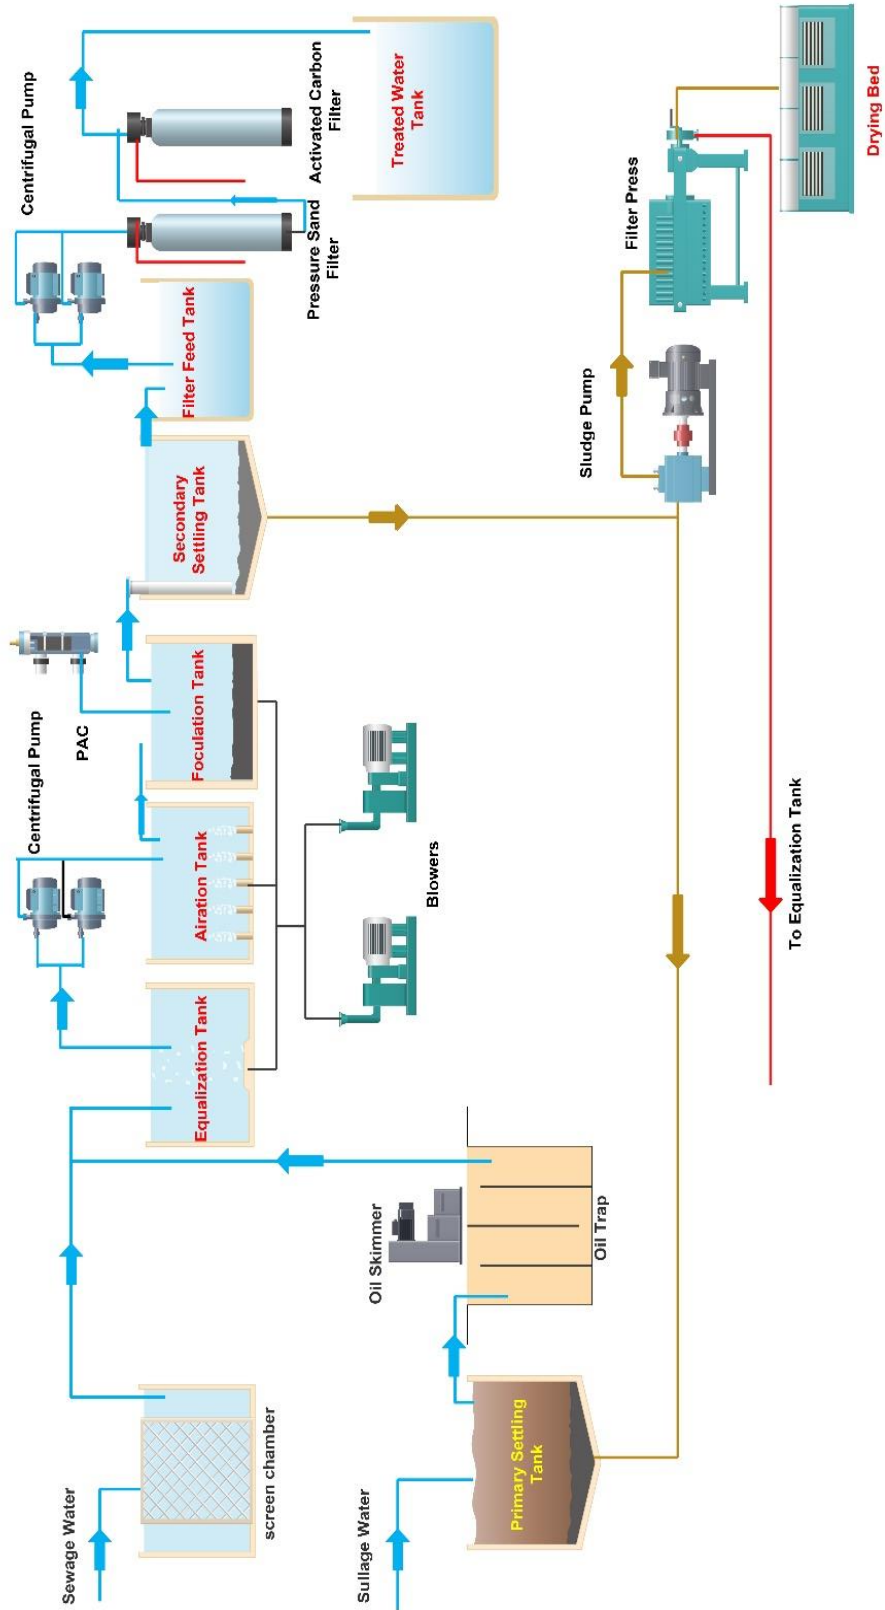 Sewage Water
screen chamber
Sullage Water
Primary Settling
Tank
Oil Skimmer
Oil Trap
Equalization Tank
Centrifugal Pump
Airation Tank
Blowers
PAC
Foculation Tank
Secondary
Settling Tank
Filter Feed Tank
Centrifugal Pump
Pressure Sand
Filter
Activated Carbon
Filter
Treated Water
Tank
Sludge Pump
Filter Press
Drying Bed
To Equalization Tank